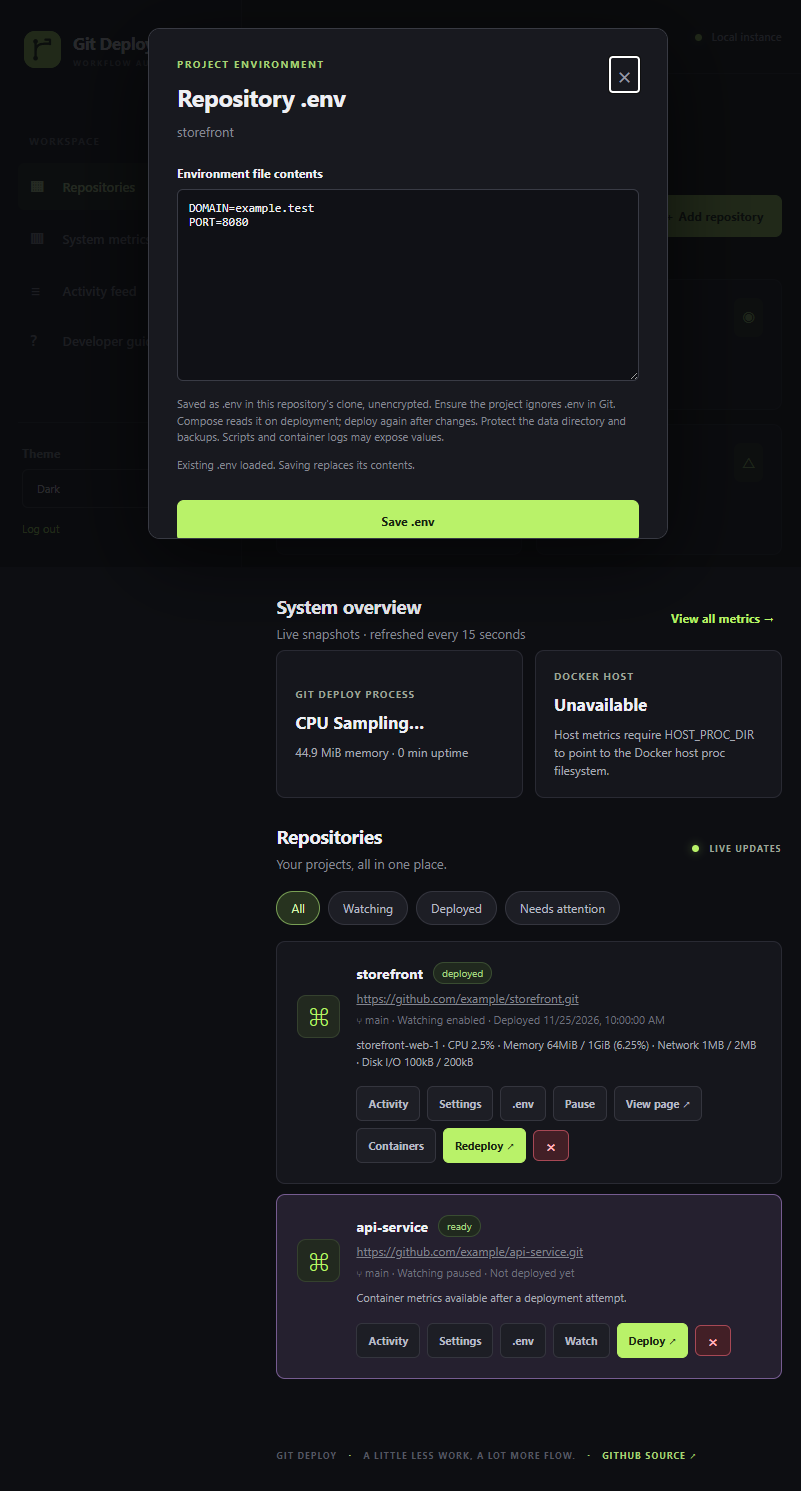 Git Deploy
Local instance
WORKSPACE
Repositories
System metrics
Activity feed
?
Developer guide
Theme
Dark
Log out
+ Add repository
PROJECT ENVIRONMENT
×
Repository .env
storefront
Environment file contents
DOMAIN=example.test
PORT=8080
Saved as .env in this repository's clone, unencrypted. Ensure the project ignores .env in Git.
Compose reads it on deployment; deploy again after changes. Protect the data directory and
backups. Scripts and container logs may expose values.
Existing .env loaded. Saving replaces its contents.
Save .env
System overview
Live snapshots · refreshed every 15 seconds
View all metrics →
GIT DEPLOY PROCESS
CPU Sampling...
44.9 MiB memory · 0 min uptime
DOCKER HOST
Unavailable
Host metrics require HOST_PROC_DIR
to point to the Docker host proc
filesystem.
Repositories
Your projects, all in one place.
LIVE UPDATES
All
Watching
Deployed
Needs attention
⌘
storefront
deployed
https://github.com/example/storefront.git
⑂ main · Watching enabled · Deployed 11/25/2026, 10:00:00 AM
storefront-web-1 · CPU 2.5% · Memory 64MiB / 1GiB (6.25%) · Network 1MB / 2MB
· Disk I/O 100kB / 200kB
Activity
Settings
.env
Pause
View page ↗
Containers
Redeploy ↗
×
⌘
api-service
ready
https://github.com/example/api-service.git
⑂ main · Watching paused · Not deployed yet
Container metrics available after a deployment attempt.
Activity
Settings
.env
Watch
Deploy ↗
×
GIT DEPLOY · A LITTLE LESS WORK, A LOT MORE FLOW. · GITHUB SOURCE ↗